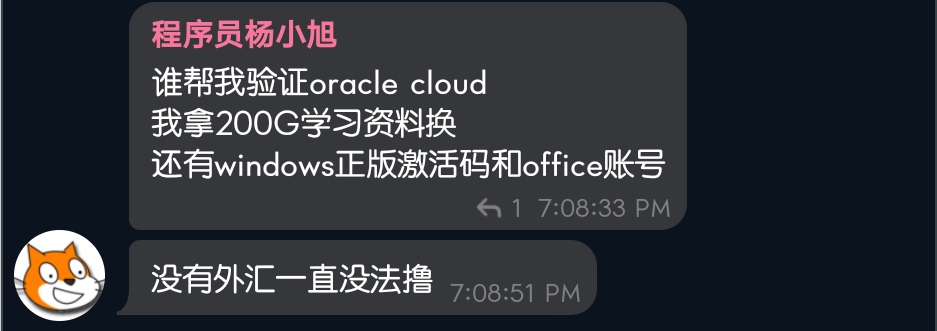 程序员杨小旭
谁帮我验证oracle cloud
我拿200G学习资料换
还有windows正版激活码和office账号
1 7:08:33 PM
没有外汇一直没法撸
7:08:51 PM